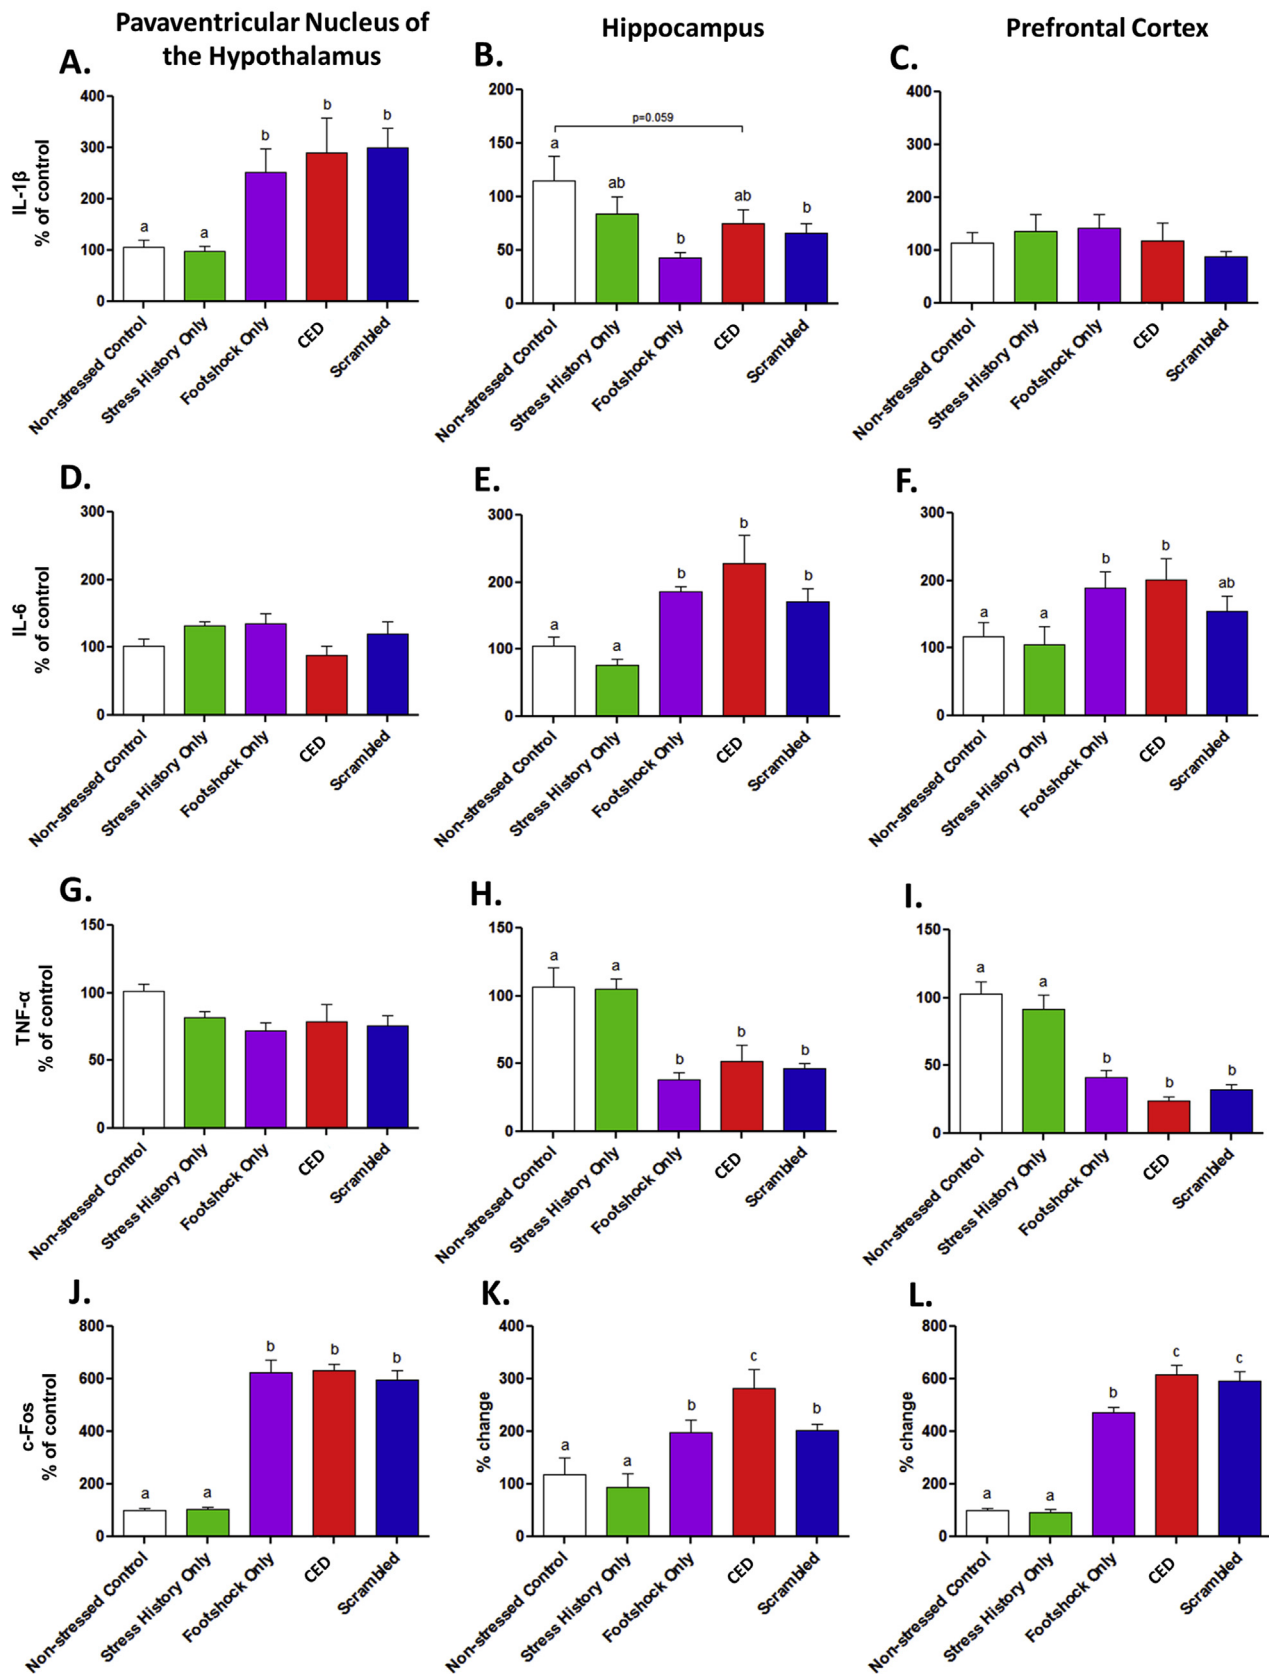 Pavaventricular Nucleus of
the Hypothalamus
Hippocampus
Prefrontal Cortex
A.
IL-1β
% of control
400
300
200
100
0
a
a
b
b
b
Non-stressed Control
Stress History Only
Footshock Only
CED
Scrambled
B.
200
150
100
50
0
p=0.059
a
ab
b
ab
b
Non-stressed Control
Stress History Only
Footshock Only
CED
Scrambled
C.
400
300
200
100
0
Non-stressed Control
Stress History Only
Footshock Only
CED
Scrambled
D.
IL-6
% of control
300
200
100
0
Non-stressed Control
Stress History Only
Footshock Only
CED
Scrambled
E.
300
200
100
0
a
a
b
b
b
Non-stressed Control
Stress History Only
Footshock Only
CED
Scrambled
F.
300
200
100
0
a
a
b
b
ab
Non-stressed Control
Stress History Only
Footshock Only
CED
Scrambled
G.
TNF-α
% of control
150
100
50
0
Non-stressed Control
Stress History Only
Footshock Only
CED
Scrambled
H.
150
100
50
0
a
a
b
b
b
Non-stressed Control
Stress History Only
Footshock Only
CED
Scrambled
I.
150
100
50
0
a
a
b
b
b
Non-stressed Control
Stress History Only
Footshock Only
CED
Scrambled
J.
c-Fos
% of control
800
600
400
200
0
a
a
b
b
b
Non-stressed Control
Stress History Only
Footshock Only
CED
Scrambled
K.
% change
400
300
200
100
0
a
a
b
c
b
Non-stressed Control
Stress History Only
Footshock Only
CED
Scrambled
L.
% change
800
600
400
200
0
a
a
b
c
c
Non-stressed Control
Stress History Only
Footshock Only
CED
Scrambled